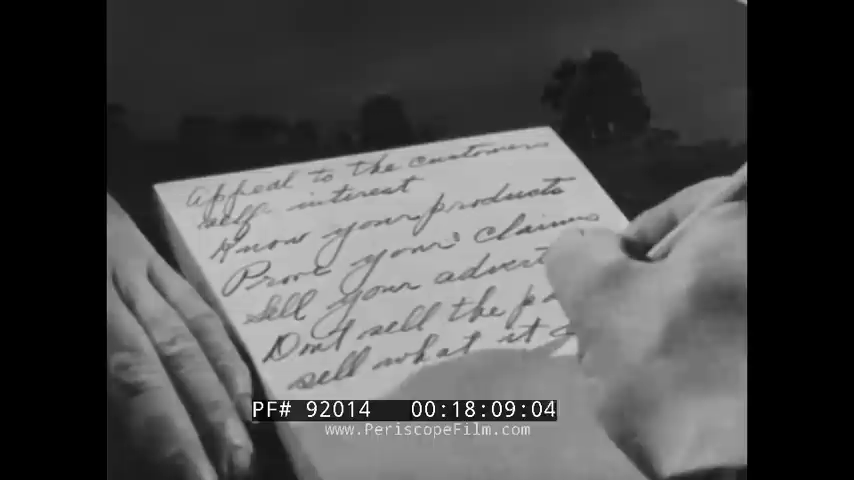 Appeal to the customers
self interest
Know your products
Prove your claims
Sell your advert
Dont sell the p
sell what it
PF# 92014 00:18:09:04
www.PeriscopeFilm.com